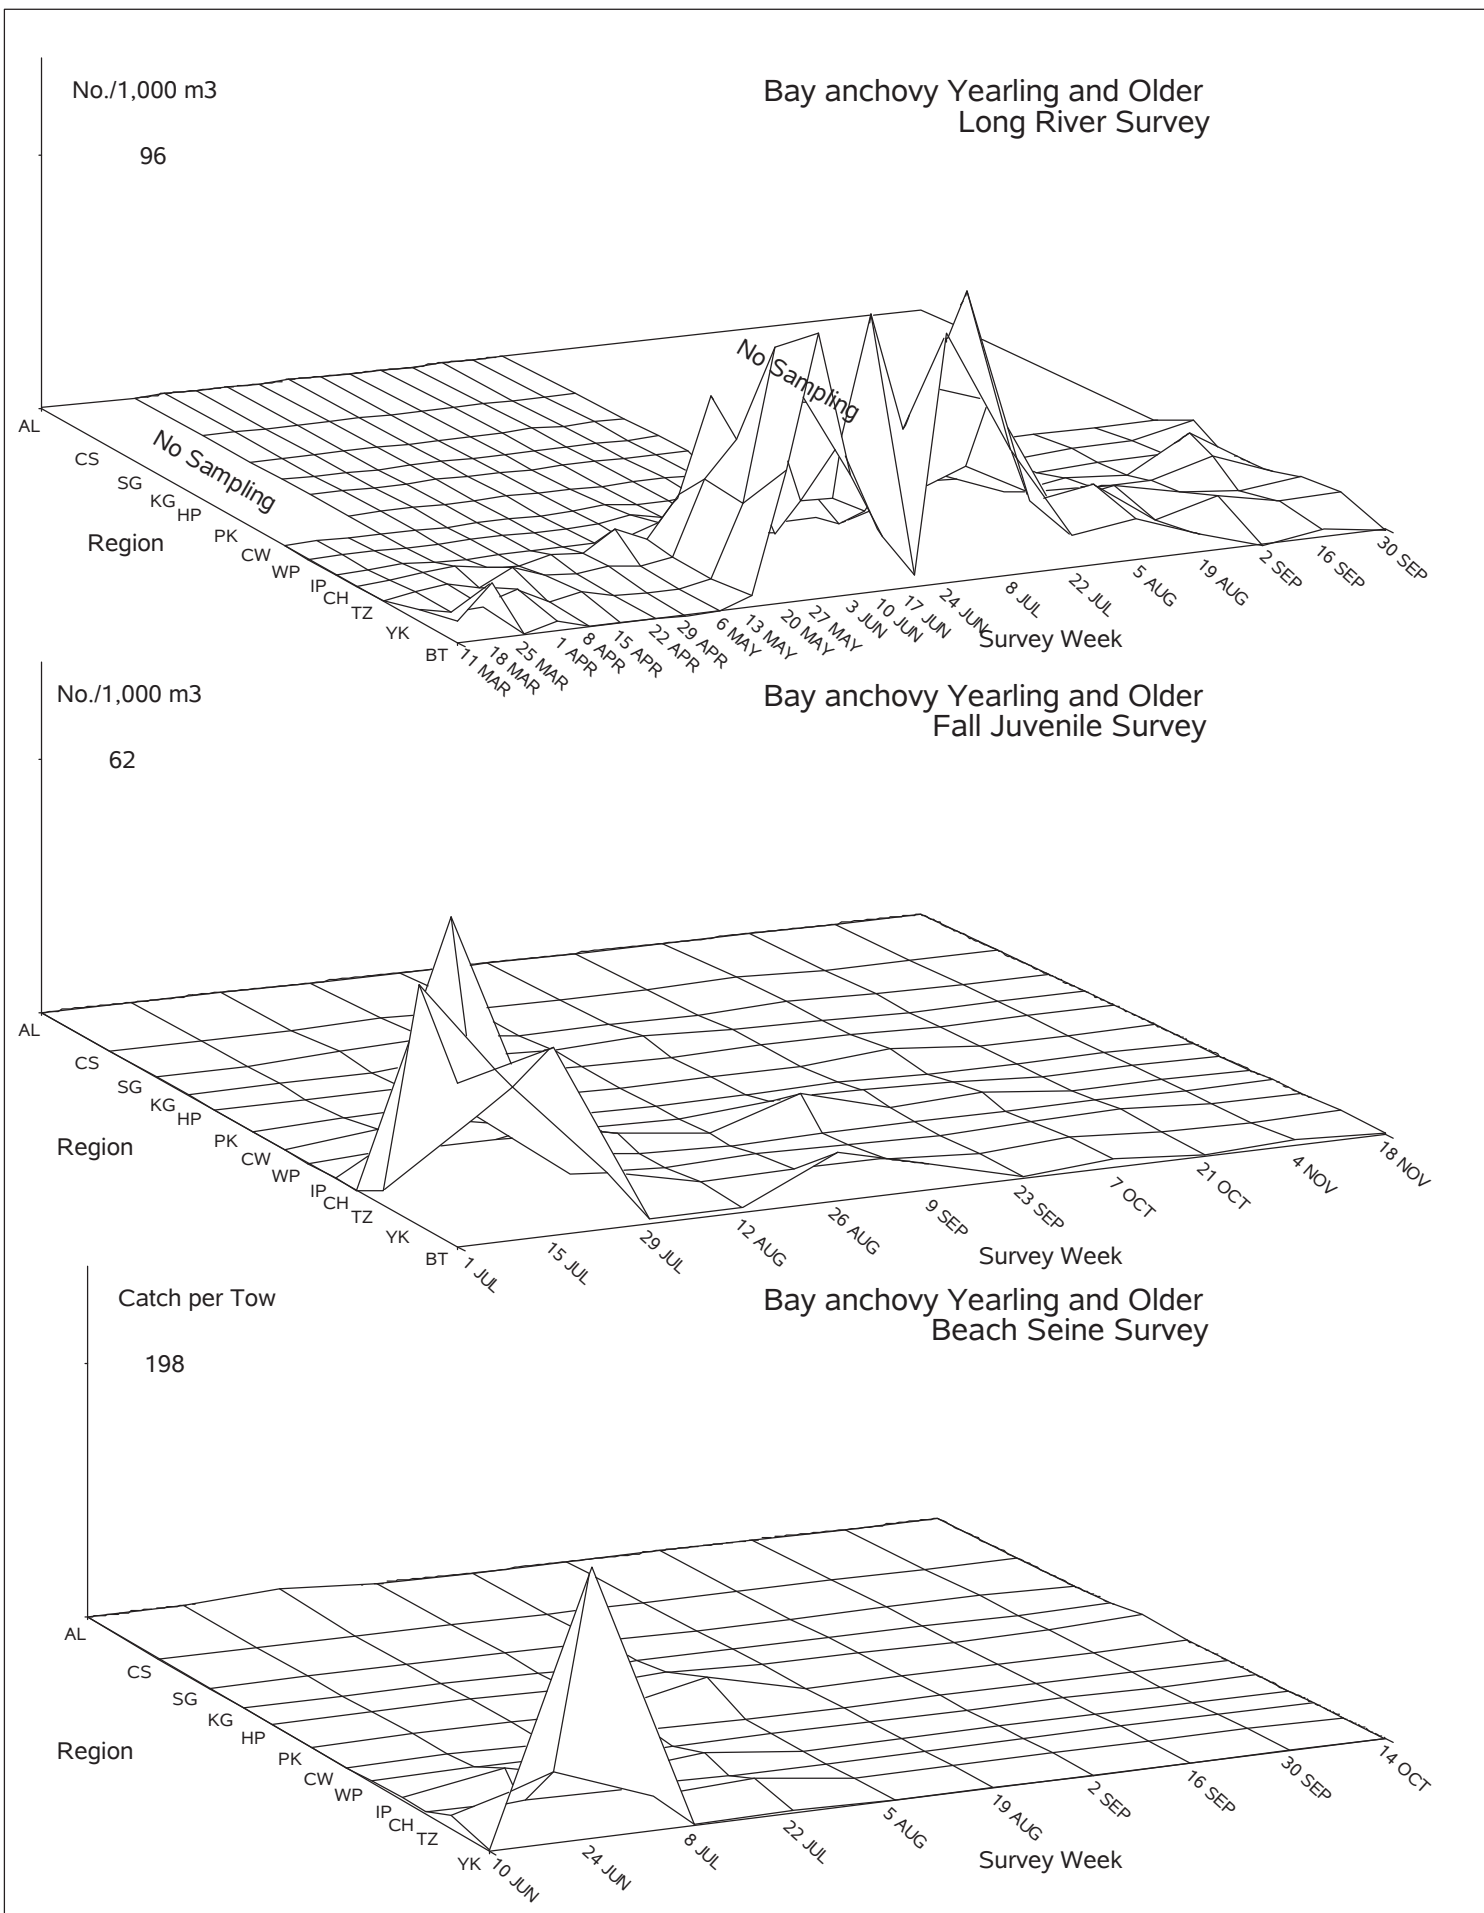 No./1,000 m3
Bay anchovy Yearling and Older
Long River Survey
96
No Sampling
AL
CS
No Sampling
SG
KG
HP
PK
Region
CW
WP
IP
CH
TZ
YK
BT
11 MAR
18 MAR
25 MAR
1 APR
8 APR
15 APR
22 APR
29 APR
6 MAY
13 MAY
20 MAY
27 MAY
3 JUN
10 JUN
17 JUN
24 JUN
8 JUL
22 JUL
5 AUG
19 AUG
2 SEP
16 SEP
30 SEP
Survey Week
No./1,000 m3
Bay anchovy Yearling and Older
Fall Juvenile Survey
62
AL
CS
SG
KG
HP
PK
Region
CW
WP
IP
CH
TZ
YK
BT
1 JUL
15 JUL
29 JUL
12 AUG
26 AUG
9 SEP
23 SEP
7 OCT
21 OCT
4 NOV
18 NOV
Survey Week
Catch per Tow
Bay anchovy Yearling and Older
Beach Seine Survey
198
AL
CS
SG
KG
HP
PK
Region
CW
WP
IP
CH
TZ
YK
10 JUN
24 JUN
8 JUL
22 JUL
5 AUG
19 AUG
2 SEP
16 SEP
30 SEP
14 OCT
Survey Week